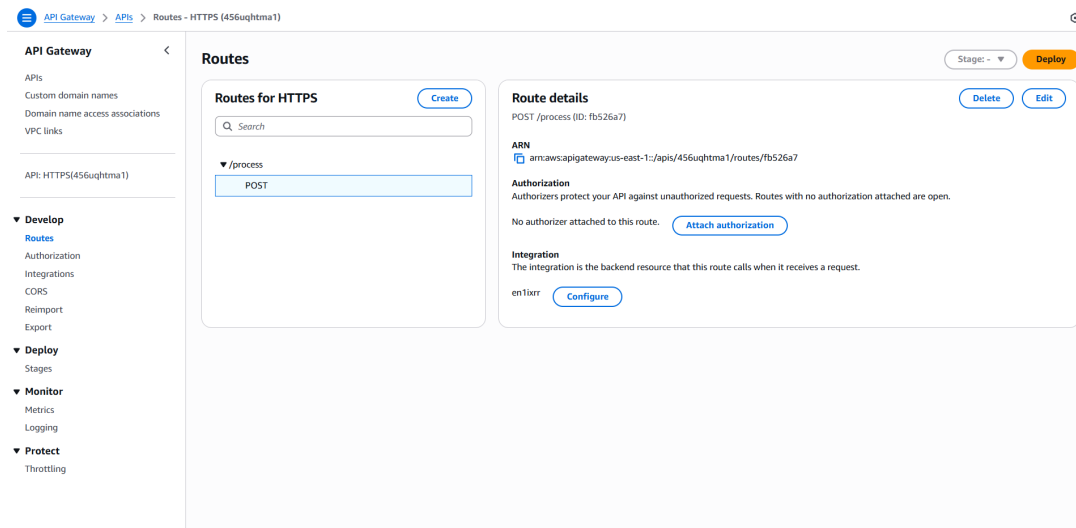 API Gateway > APIs > Routes - HTTPS (456uqhtma1)
API Gateway
APIs
Custom domain names
Domain name access associations
VPC links
API: HTTPS(456uqhtma1)
Develop
Routes
Authorization
Integrations
CORS
Reimport
Export
Deploy
Stages
Monitor
Metrics
Logging
Protect
Throttling
Routes
Stage: -
Deploy
Routes for HTTPS
Create
Search
/process
POST
Route details
Delete
Edit
POST /process (ID: fb526a7)
ARN
arn:aws:apigateway:us-east-1::/apis/456uqhtma1/routes/fb526a7
Authorization
Authorizers protect your API against unauthorized requests. Routes with no authorization attached are open.
No authorizer attached to this route.
Attach authorization
Integration
The integration is the backend resource that this route calls when it receives a request.
en1ixrr
Configure